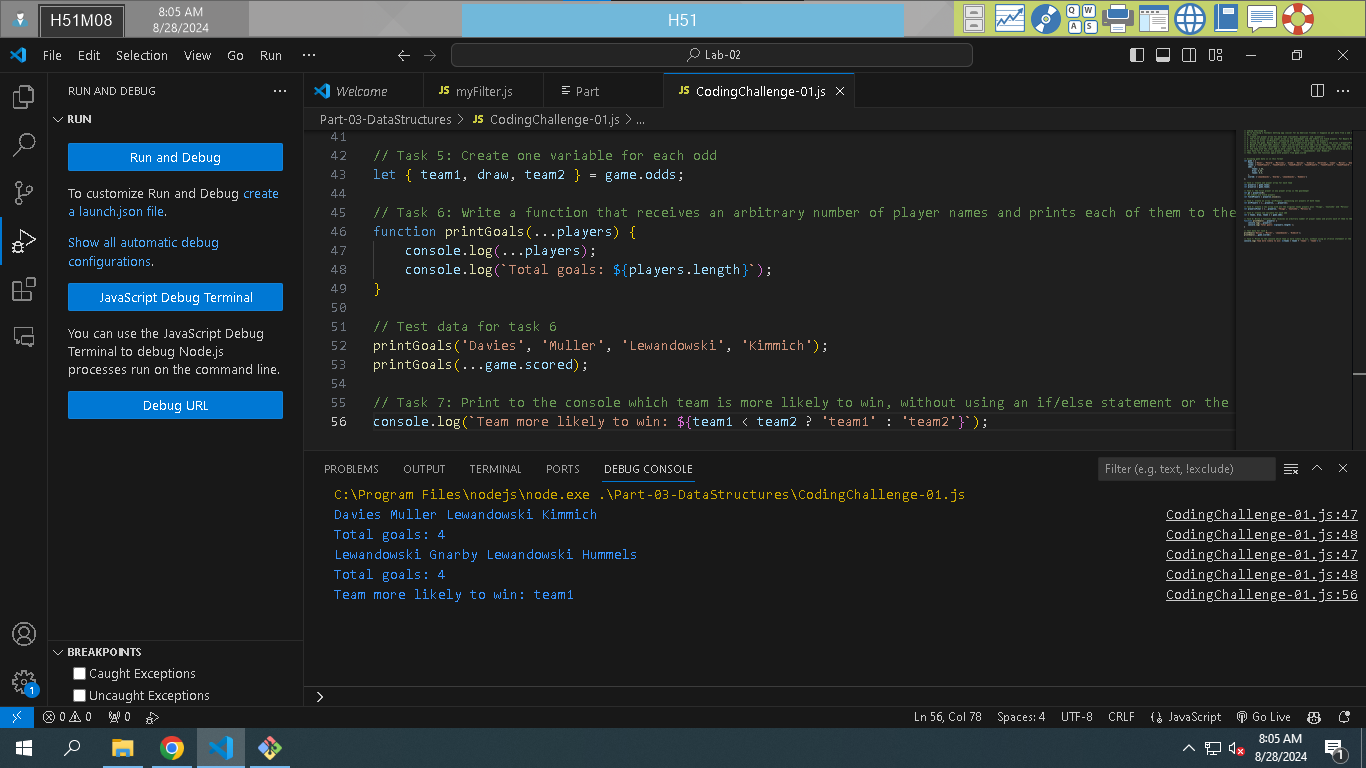 H51M08
8:05 AM
8/28/2024
H51
Q W
A S
File Edit Selection View Go Run ···
Lab-02
RUN AND DEBUG ···
RUN
Run and Debug
To customize Run and Debug create
a launch.json file.
Show all automatic debug
configurations.
JavaScript Debug Terminal
You can use the JavaScript Debug
Terminal to debug Node.js
processes run on the command line.
Debug URL
BREAKPOINTS
Caught Exceptions
Uncaught Exceptions
Welcome
JS myFilter.js
Part
JS CodingChallenge-01.js
Part-03-DataStructures > JS CodingChallenge-01.js > ...
41
42 // Task 5: Create one variable for each odd
43 let { team1, draw, team2 } = game.odds;
44
45 // Task 6: Write a function that receives an arbitrary number of player names and prints each of them to the
46 function printGoals(...players) {
47 console.log(...players);
48 console.log(`Total goals: ${players.length}`);
49 }
50
51 // Test data for task 6
52 printGoals('Davies', 'Muller', 'Lewandowski', 'Kimmich');
53 printGoals(...game.scored);
54
55 // Task 7: Print to the console which team is more likely to win, without using an if/else statement or the
56 console.log(`Team more likely to win: ${team1 < team2 ? 'team1' : 'team2'}`);
PROBLEMS OUTPUT TERMINAL PORTS DEBUG CONSOLE
Filter (e.g. text, !exclude)
C:\Program Files\nodejs\node.exe .\Part-03-DataStructures\CodingChallenge-01.js
Davies Muller Lewandowski Kimmich CodingChallenge-01.js:47
Total goals: 4 CodingChallenge-01.js:48
Lewandowski Gnarby Lewandowski Hummels CodingChallenge-01.js:47
Total goals: 4 CodingChallenge-01.js:48
Team more likely to win: team1 CodingChallenge-01.js:56
1
0 0 0
Ln 56, Col 78 Spaces: 4 UTF-8 CRLF JavaScript Go Live
8:05 AM
8/28/2024
1